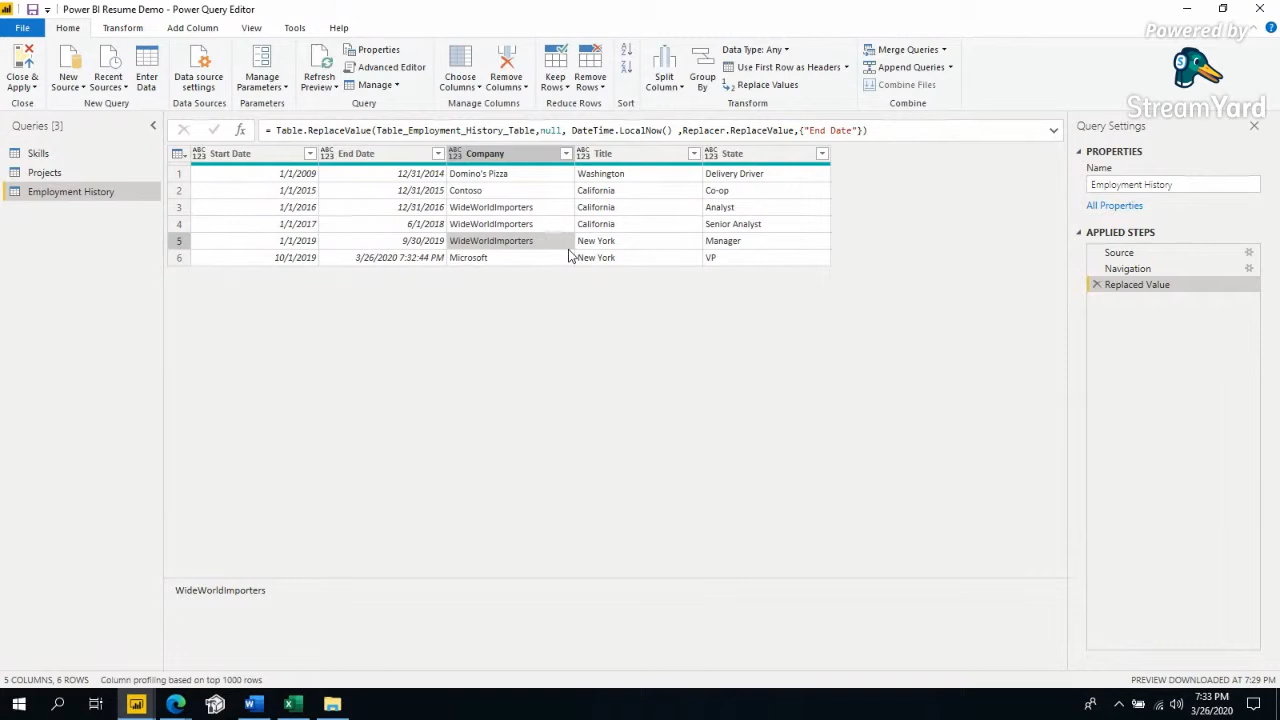 Power BI Resume Demo - Power Query Editor
File Home Transform Add Column View Tools Help
Close & Apply
Close
New Source
Recent Sources
Enter Data
New Query
Data source settings
Data Sources
Manage Parameters
Parameters
Refresh Preview
Properties
Advanced Editor
Manage
Query
Choose Columns
Remove Columns
Manage Columns
Keep Rows
Remove Rows
Reduce Rows
Sort
Split Column
Group By
Data Type: Any
Use First Row as Headers
Replace Values
Transform
Merge Queries
Append Queries
Combine Files
Combine
Powered by
StreamYard
Queries [3]
Skills
Projects
Employment History
= Table.ReplaceValue(Table_Employment_History_Table,null, DateTime.LocalNow() ,Replacer.ReplaceValue,{"End Date"})
ABC 123 Start Date ABC 123 End Date ABC 123 Company ABC 123 Title ABC 123 State
1 1/1/2009 12/31/2014 Domino's Pizza Washington Delivery Driver
2 1/1/2015 12/31/2015 Contoso California Co-op
3 1/1/2016 12/31/2016 WideWorldImporters California Analyst
4 1/1/2017 6/1/2018 WideWorldImporters California Senior Analyst
5 1/1/2019 9/30/2019 WideWorldImporters New York Manager
6 10/1/2019 3/26/2020 7:32:44 PM Microsoft New York VP
WideWorldImporters
Query Settings
PROPERTIES
Name
Employment History
All Properties
APPLIED STEPS
Source
Navigation
Replaced Value
5 COLUMNS, 6 ROWS Column profiling based on top 1000 rows
PREVIEW DOWNLOADED AT 7:29 PM
7:33 PM
3/26/2020